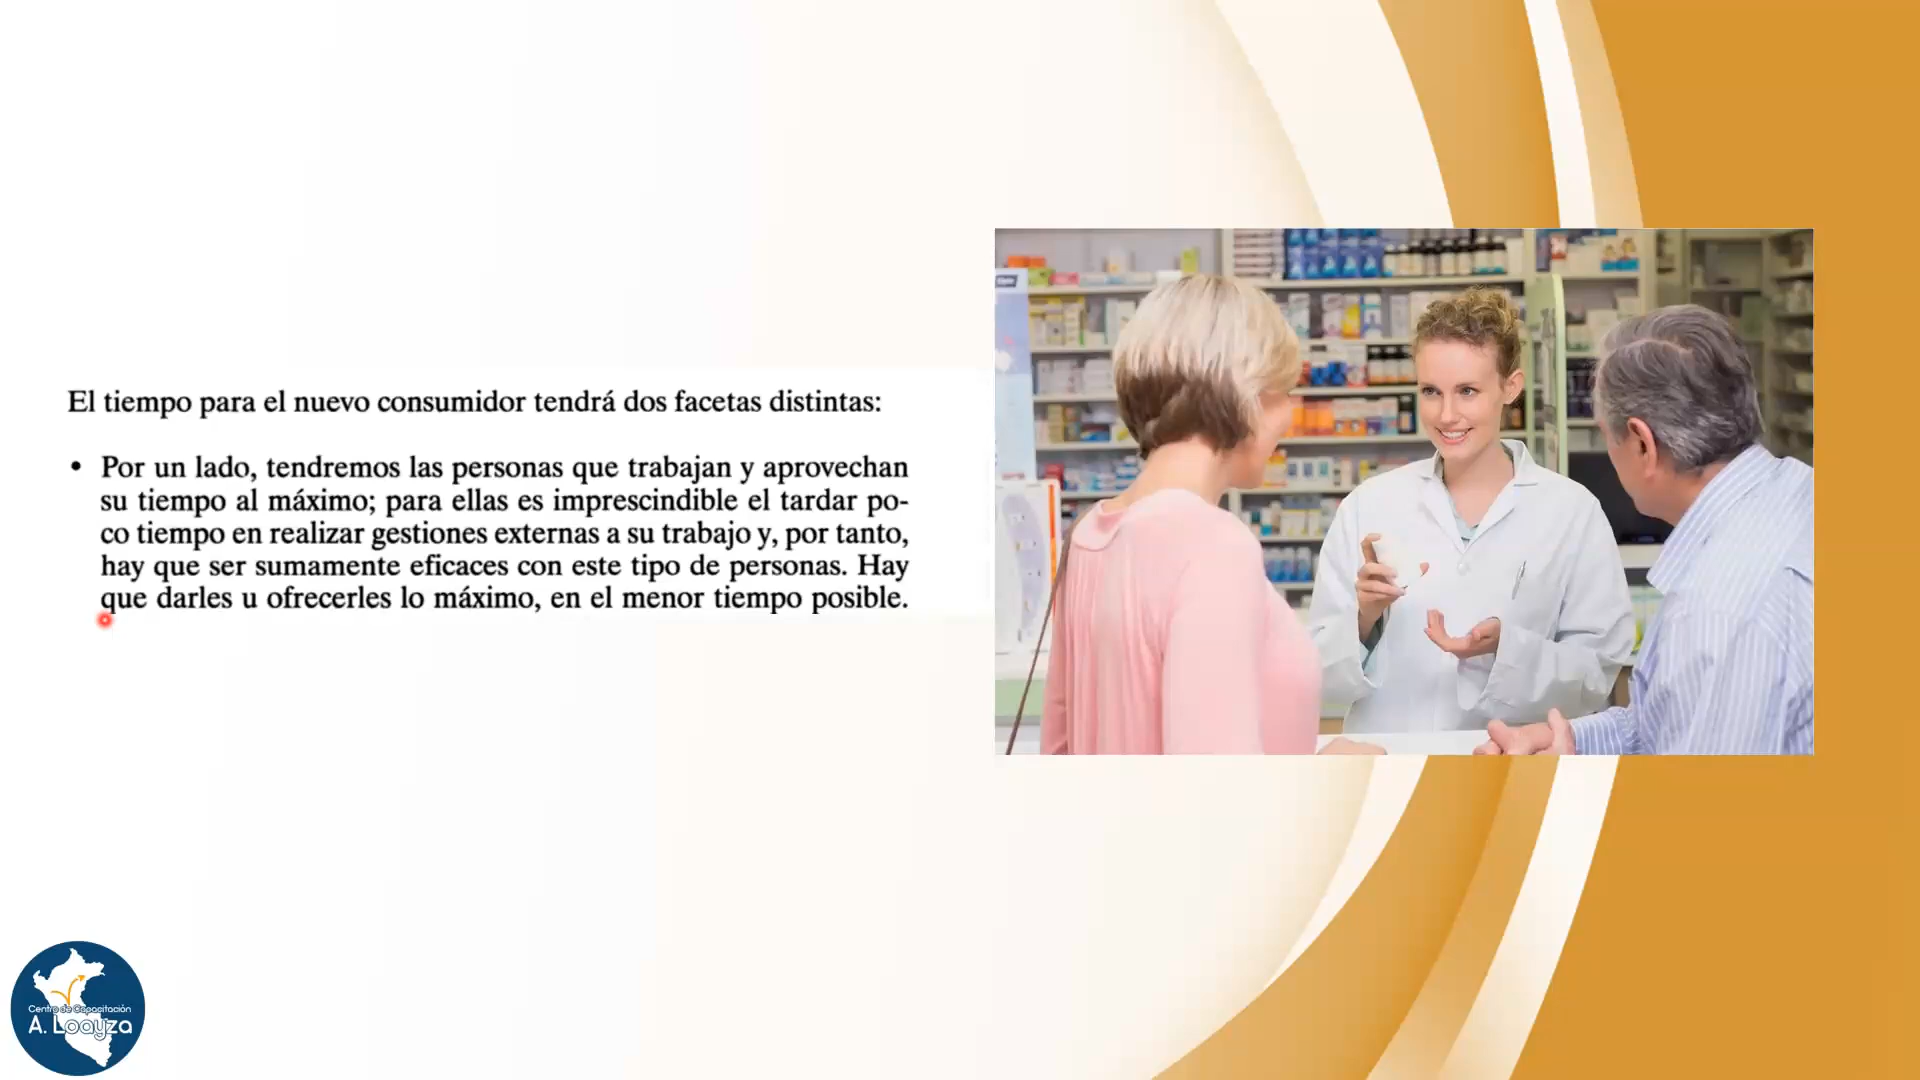 El tiempo para el nuevo consumidor tendrá dos facetas distintas:
• Por un lado, tendremos las personas que trabajan y aprovechan
su tiempo al máximo; para ellas es imprescindible el tardar po-
co tiempo en realizar gestiones externas a su trabajo y, por tanto,
hay que ser sumamente eficaces con este tipo de personas. Hay
que darles u ofrecerles lo máximo, en el menor tiempo posible.
Centro de Capacitación
A. Loayza